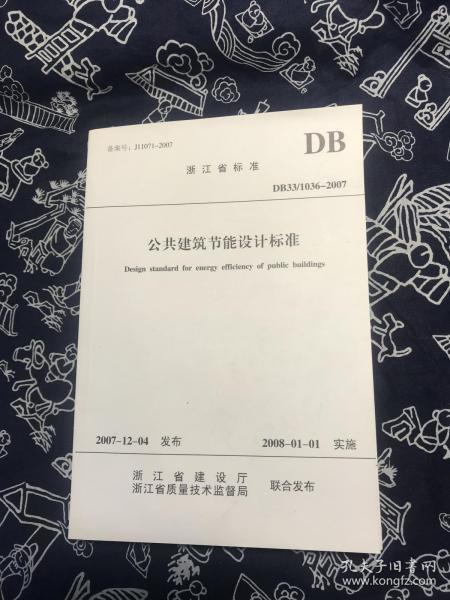 备案号：J11071-2007
DB
浙江省标准
DB33/1036-2007
公共建筑节能设计标准
Design standard for energy efficiency of public buildings
2007-12-04 发布
2008-01-01 实施
浙江省建设厅
浙江省质量技术监督局
联合发布
孔夫子旧书网
www.kongfz.com